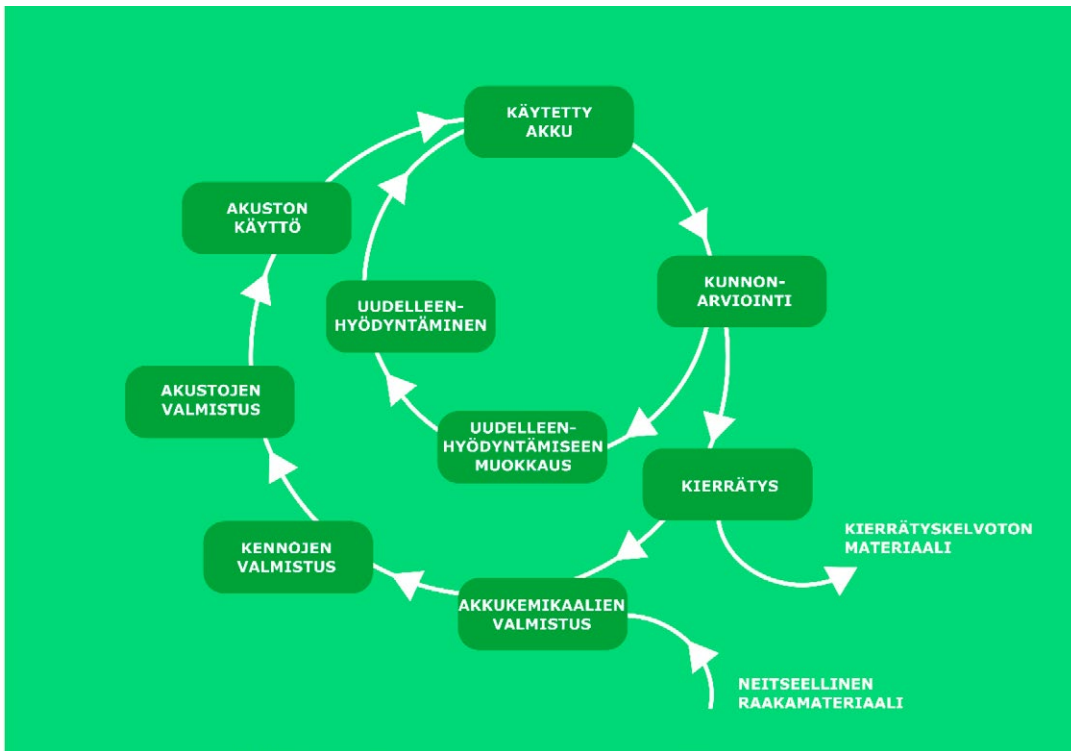 KÄYTETTY
AKKU
AKUSTON
KÄYTTÖ
KUNNON-
ARVIOINTI
UUDELLEEN-
HYÖDYNTÄMINEN
AKUSTOJEN
VALMISTUS
UUDELLEEN-
HYÖDYNTÄMISEEN
MUOKKAUS
KIERRÄTYS
KIERRÄTYSKELVOTON
MATERIAALI
KENNOJEN
VALMISTUS
AKKUKEMIKAALIEN
VALMISTUS
NEITSEELLINEN
RAAKAMATERIAALI